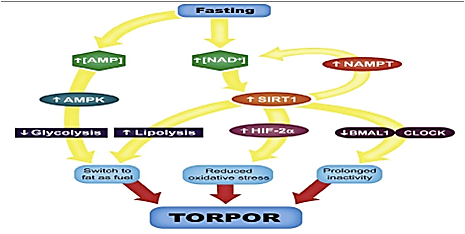 Fasting
↑[AMP]
↑[NAD⁺]
↑ NAMPT
↑ AMPK
↑ SIRT1
↓Glycolysis
↑ Lipolysis
↑HIF-2α
↓BMAL1
CLOCK
Switch to
fat as fuel
Reduced
oxidative stress
Prolonged
inactivity
TORPOR